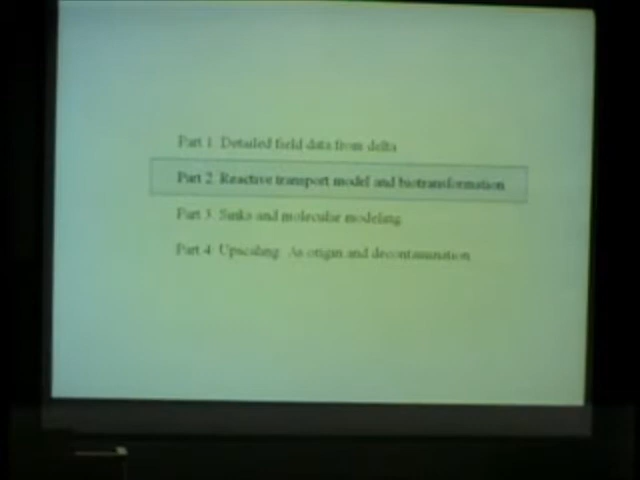 Part 1. Detailed field data from delta
Part 2. Reactive transport model and biotransformation
Part 3. Sinks and molecular modeling
Part 4. Upscaling: As origin and decontamination